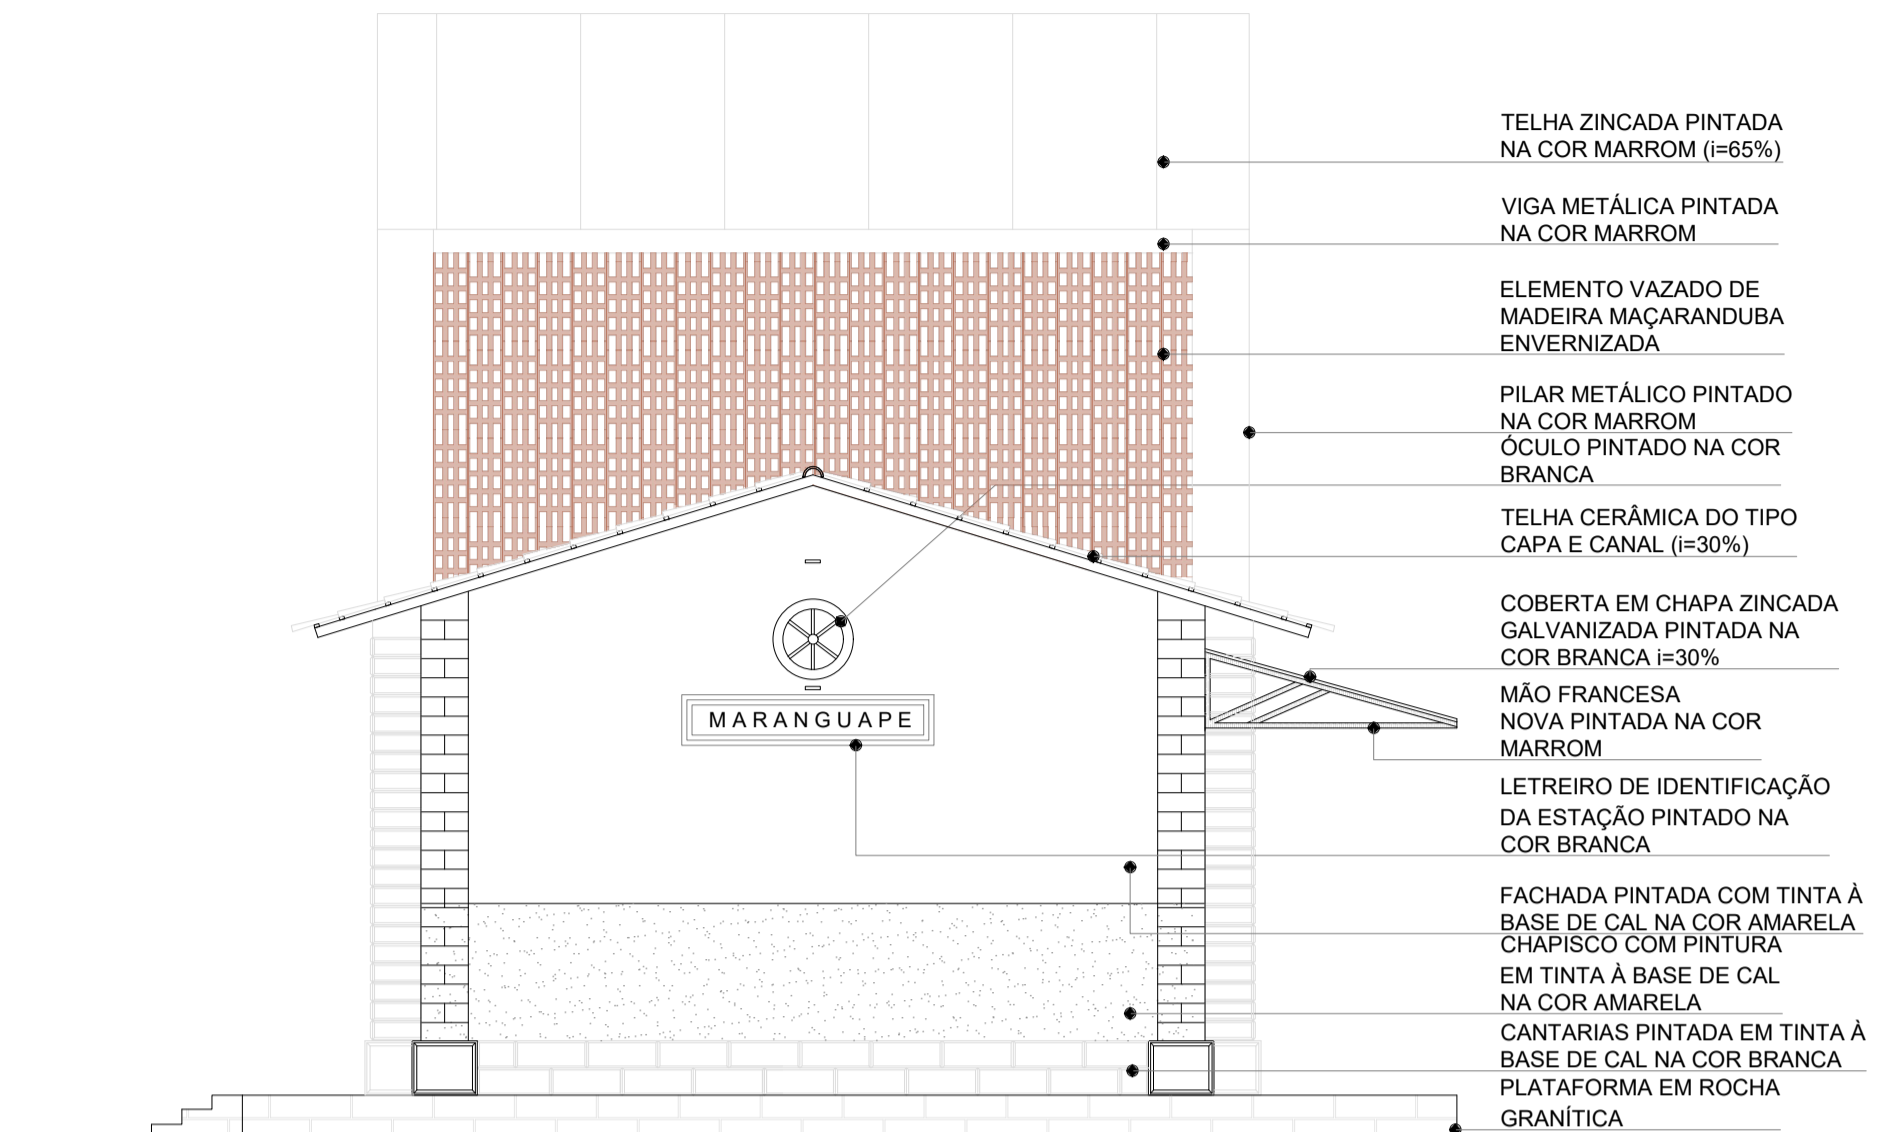 TELHA ZINCADA PINTADA
NA COR MARROM (i=65%)
VIGA METÁLICA PINTADA
NA COR MARROM
ELEMENTO VAZADO DE
MADEIRA MAÇARANDUBA
ENVERNIZADA
PILAR METÁLICO PINTADO
NA COR MARROM
ÓCULO PINTADO NA COR
BRANCA
TELHA CERÂMICA DO TIPO
CAPA E CANAL (i=30%)
COBERTA EM CHAPA ZINCADA
GALVANIZADA PINTADA NA
COR BRANCA i=30%
MÃO FRANCESA
NOVA PINTADA NA COR
MARROM
MARANGUAPE
LETREIRO DE IDENTIFICAÇÃO
DA ESTAÇÃO PINTADO NA
COR BRANCA
FACHADA PINTADA COM TINTA À
BASE DE CAL NA COR AMARELA
CHAPISCO COM PINTURA
EM TINTA À BASE DE CAL
NA COR AMARELA
CANTARIAS PINTADA EM TINTA À
BASE DE CAL NA COR BRANCA
PLATAFORMA EM ROCHA
GRANÍTICA